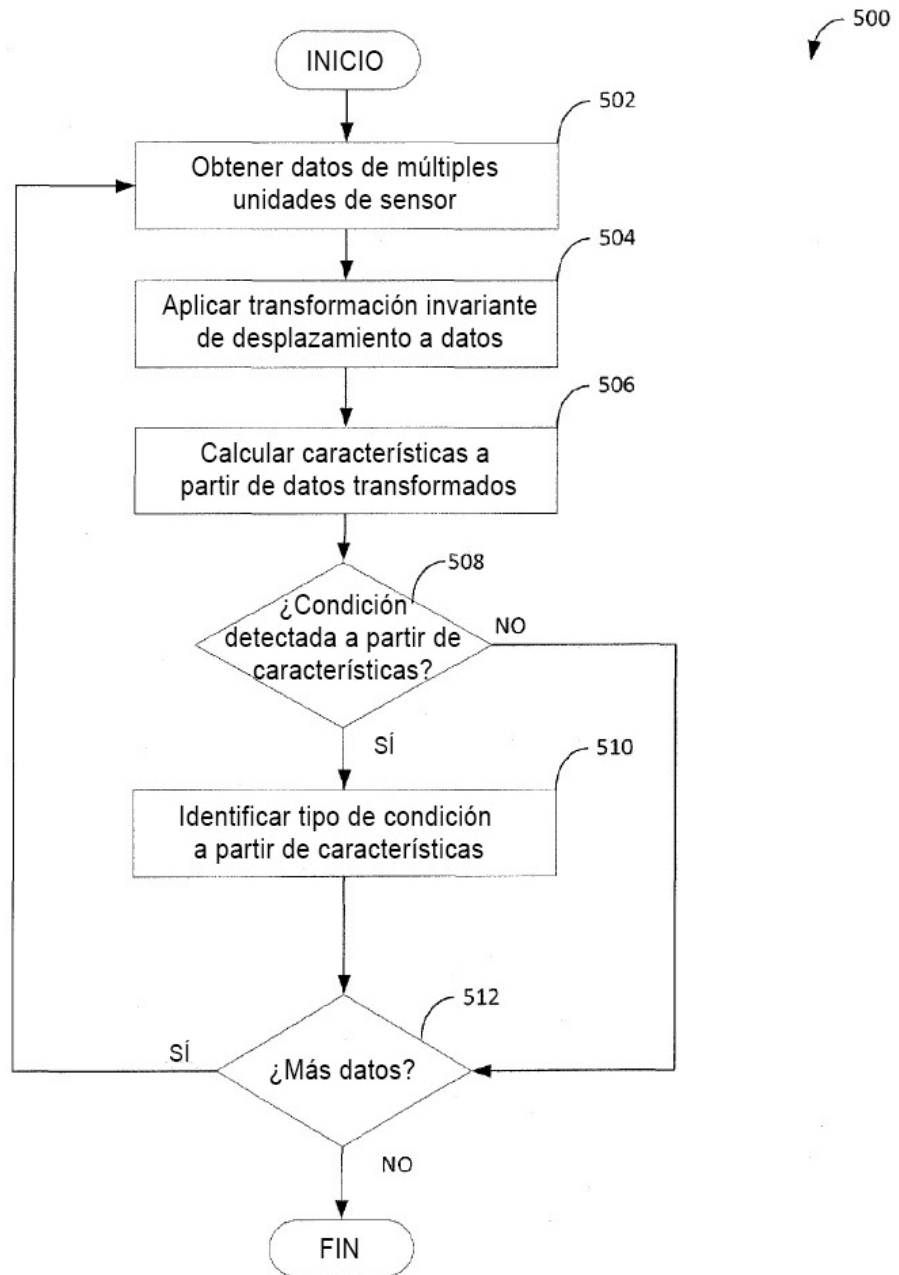 500
INICIO
502
Obtener datos de múltiples
unidades de sensor
504
Aplicar transformación invariante
de desplazamiento a datos
506
Calcular características a
partir de datos transformados
508
¿Condición
detectada a partir de
características?
NO
SÍ
510
Identificar tipo de condición
a partir de características
512
SÍ
¿Más datos?
NO
FIN